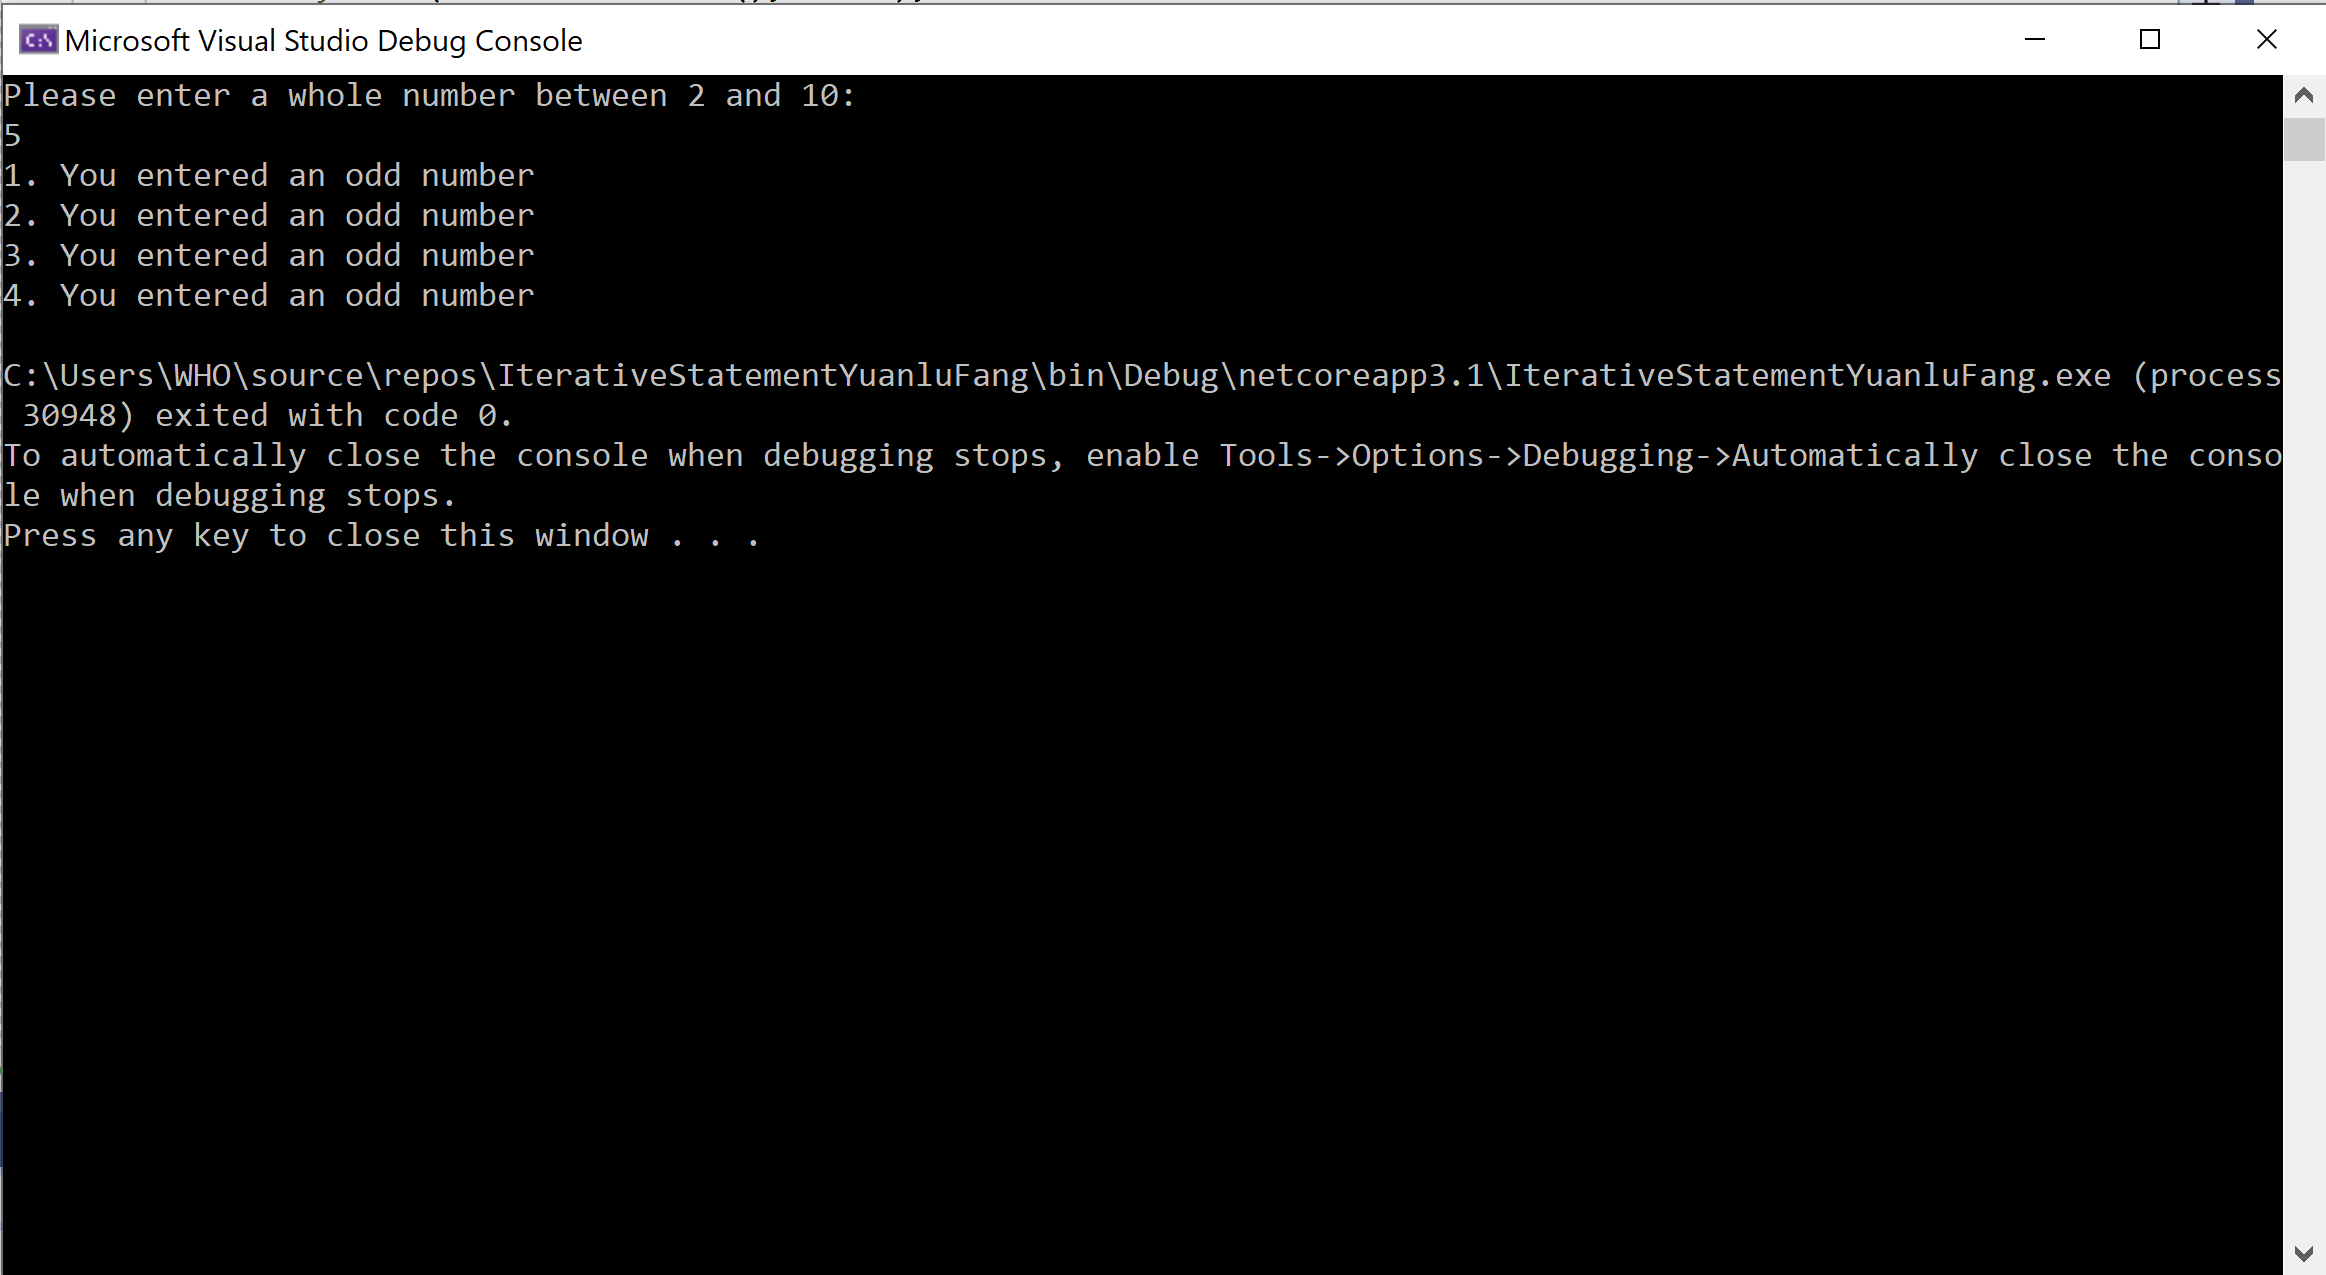 Microsoft Visual Studio Debug Console
Please enter a whole number between 2 and 10:
5
1. You entered an odd number
2. You entered an odd number
3. You entered an odd number
4. You entered an odd number
C:\Users\WHO\source\repos\IterativeStatementYuanluFang\bin\Debug\netcoreapp3.1\IterativeStatementYuanluFang.exe (process
 30948) exited with code 0.
To automatically close the console when debugging stops, enable Tools->Options->Debugging->Automatically close the conso
le when debugging stops.
Press any key to close this window . . .